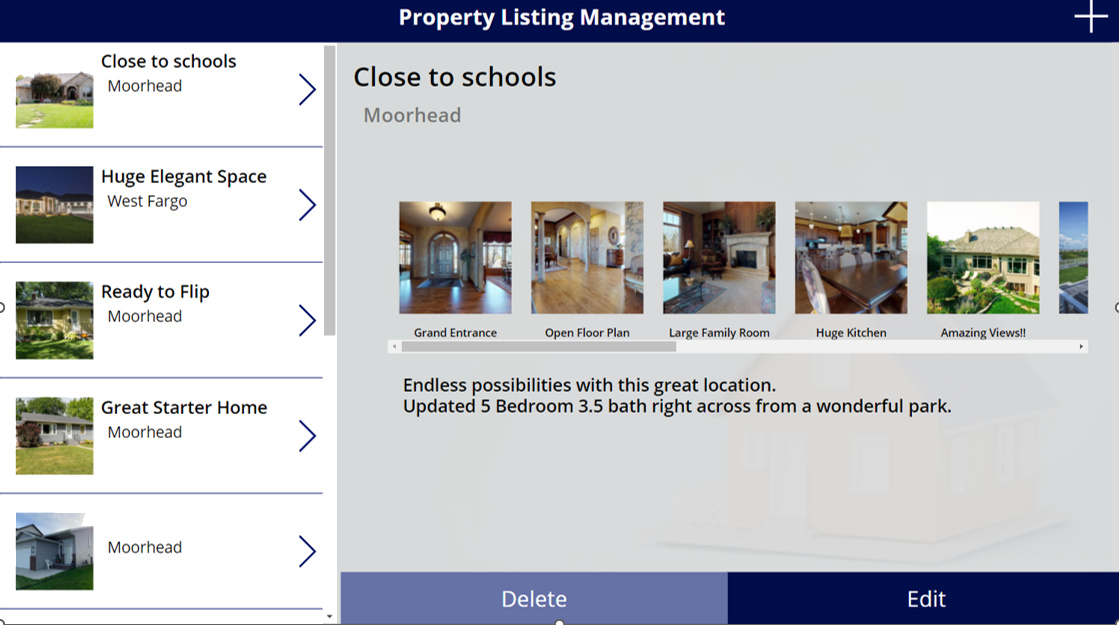 Property Listing Management
Close to schools
Moorhead
Huge Elegant Space
West Fargo
Ready to Flip
Moorhead
Great Starter Home
Moorhead
Moorhead
Close to schools
Moorhead
Grand Entrance
Open Floor Plan
Large Family Room
Huge Kitchen
Amazing Views!!
Endless possibilities with this great location.
Updated 5 Bedroom 3.5 bath right across from a wonderful park.
Delete
Edit